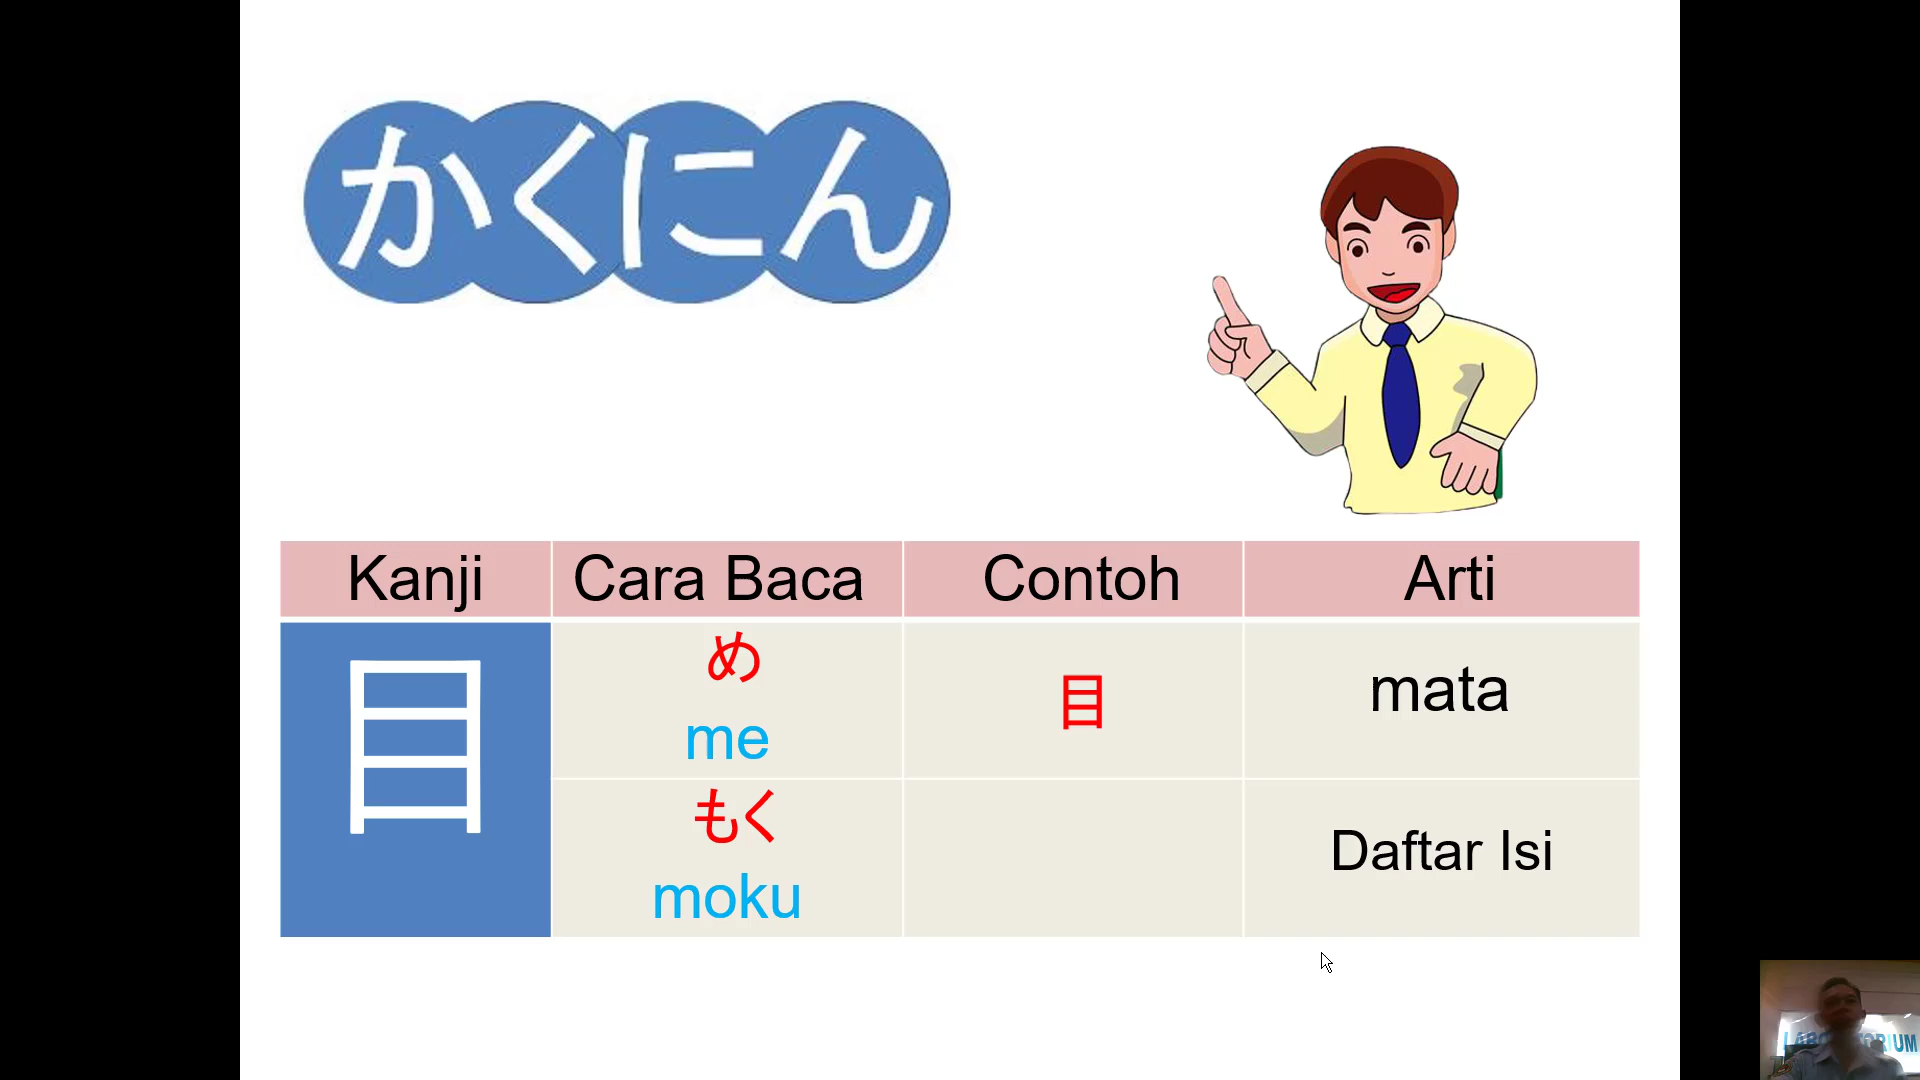 かくにん
Kanji Cara Baca Contoh Arti
目
め
me
目
mata
もく
moku
Daftar Isi